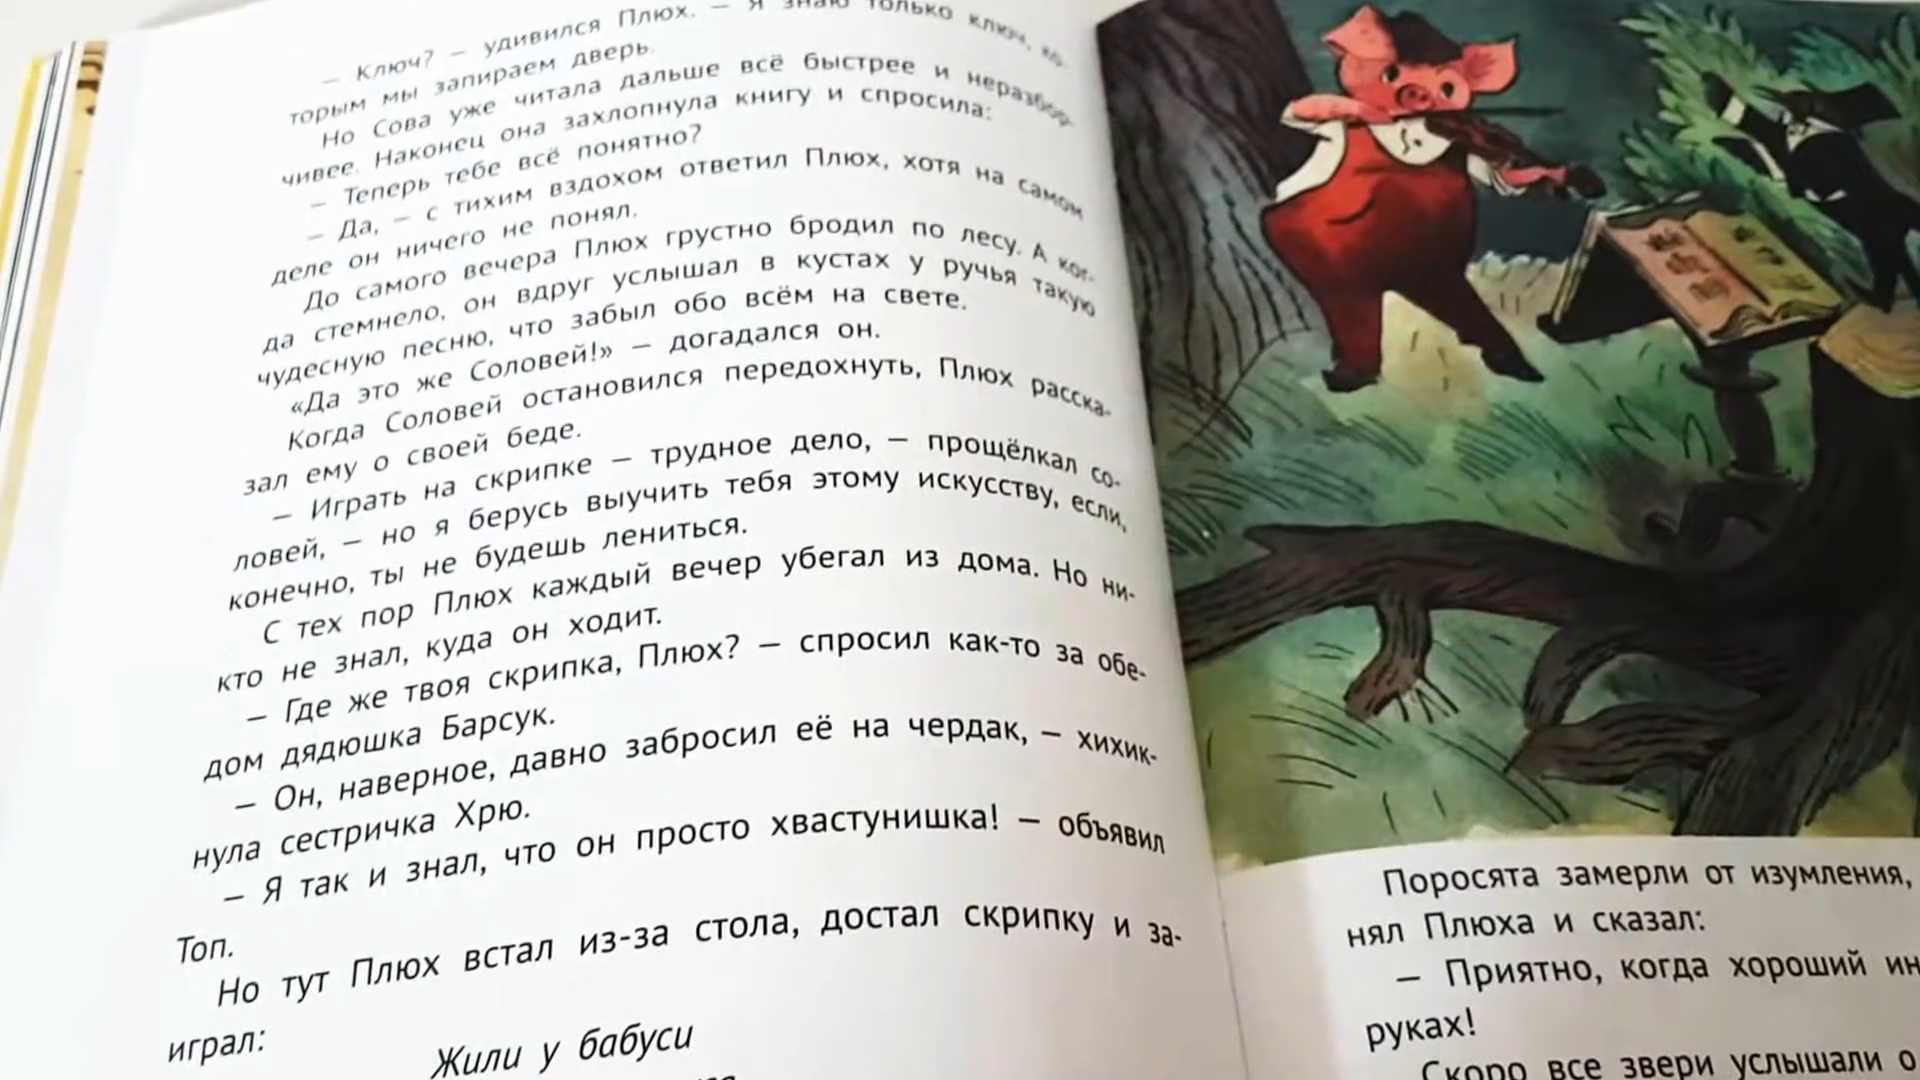 — Ключ? — удивился Плюх. — Я знаю только ключ, ко-
торым мы запираем дверь.
Но Сова уже читала дальше всё быстрее и неразбор-
чивее. Наконец она захлопнула книгу и спросила:
— Теперь тебе всё понятно?
— Да, — с тихим вздохом ответил Плюх, хотя на самом
деле он ничего не понял.
До самого вечера Плюх грустно бродил по лесу. А ког-
да стемнело, он вдруг услышал в кустах у ручья такую
чудесную песню, что забыл обо всём на свете.
«Да это же Соловей!» — догадался он.
Когда Соловей остановился передохнуть, Плюх расска-
зал ему о своей беде.
— Играть на скрипке — трудное дело, — прощёлкал со-
ловей, — но я берусь выучить тебя этому искусству, если,
конечно, ты не будешь лениться.
С тех пор Плюх каждый вечер убегал из дома. Но ни-
кто не знал, куда он ходит.
— Где же твоя скрипка, Плюх? — спросил как-то за обе-
дом дядюшка Барсук.
— Он, наверное, давно забросил её на чердак, — хихик-
нула сестричка Хрю.
— Я так и знал, что он просто хвастунишка! — объявил
Топ.
Но тут Плюх встал из-за стола, достал скрипку и за-
играл:
Жили у бабуси
Поросята замерли от изумления,
нял Плюха и сказал:
— Приятно, когда хороший ин
руках!
Скоро все звери услышали о